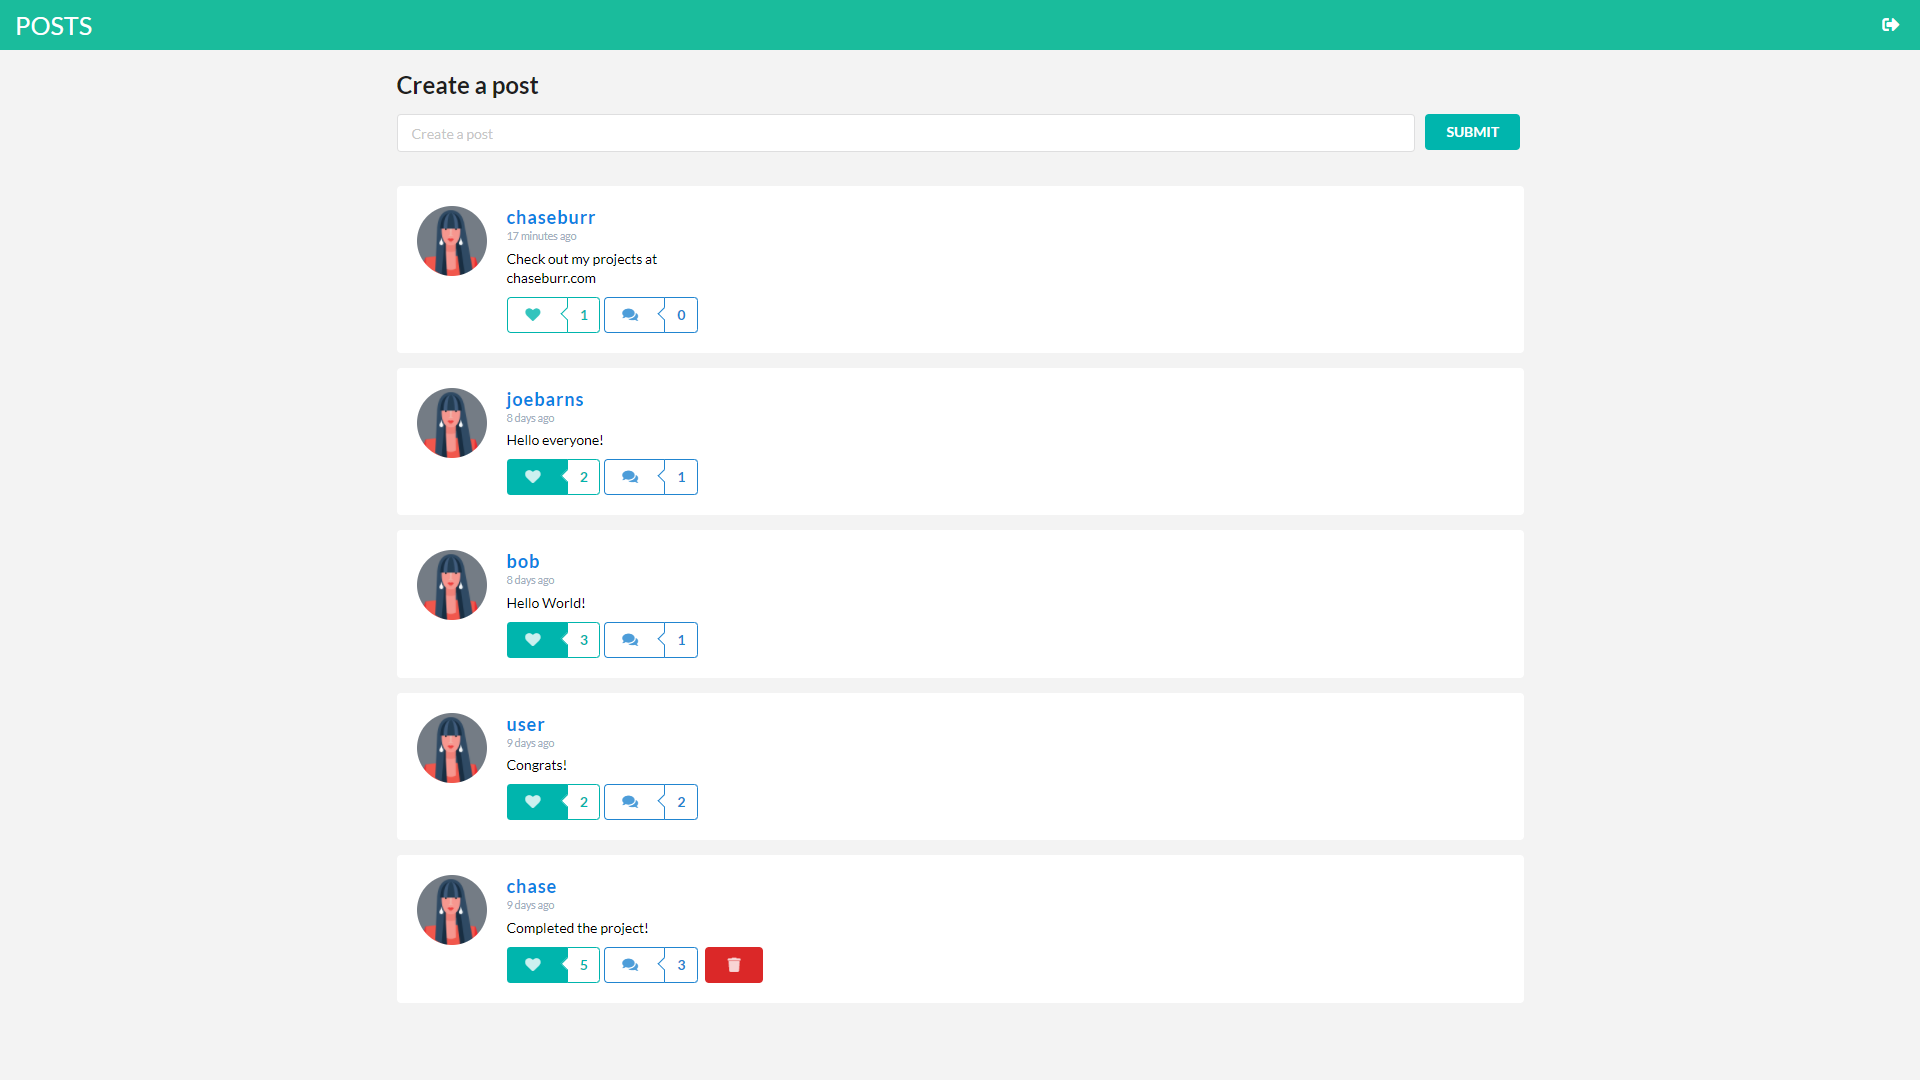 POSTS
Create a post
Create a post
SUBMIT
chaseburr
17 minutes ago
Check out my projects at
chaseburr.com
1 0
joebarns
8 days ago
Hello everyone!
2 1
bob
8 days ago
Hello World!
3 1
user
9 days ago
Congrats!
2 2
chase
9 days ago
Completed the project!
5 3